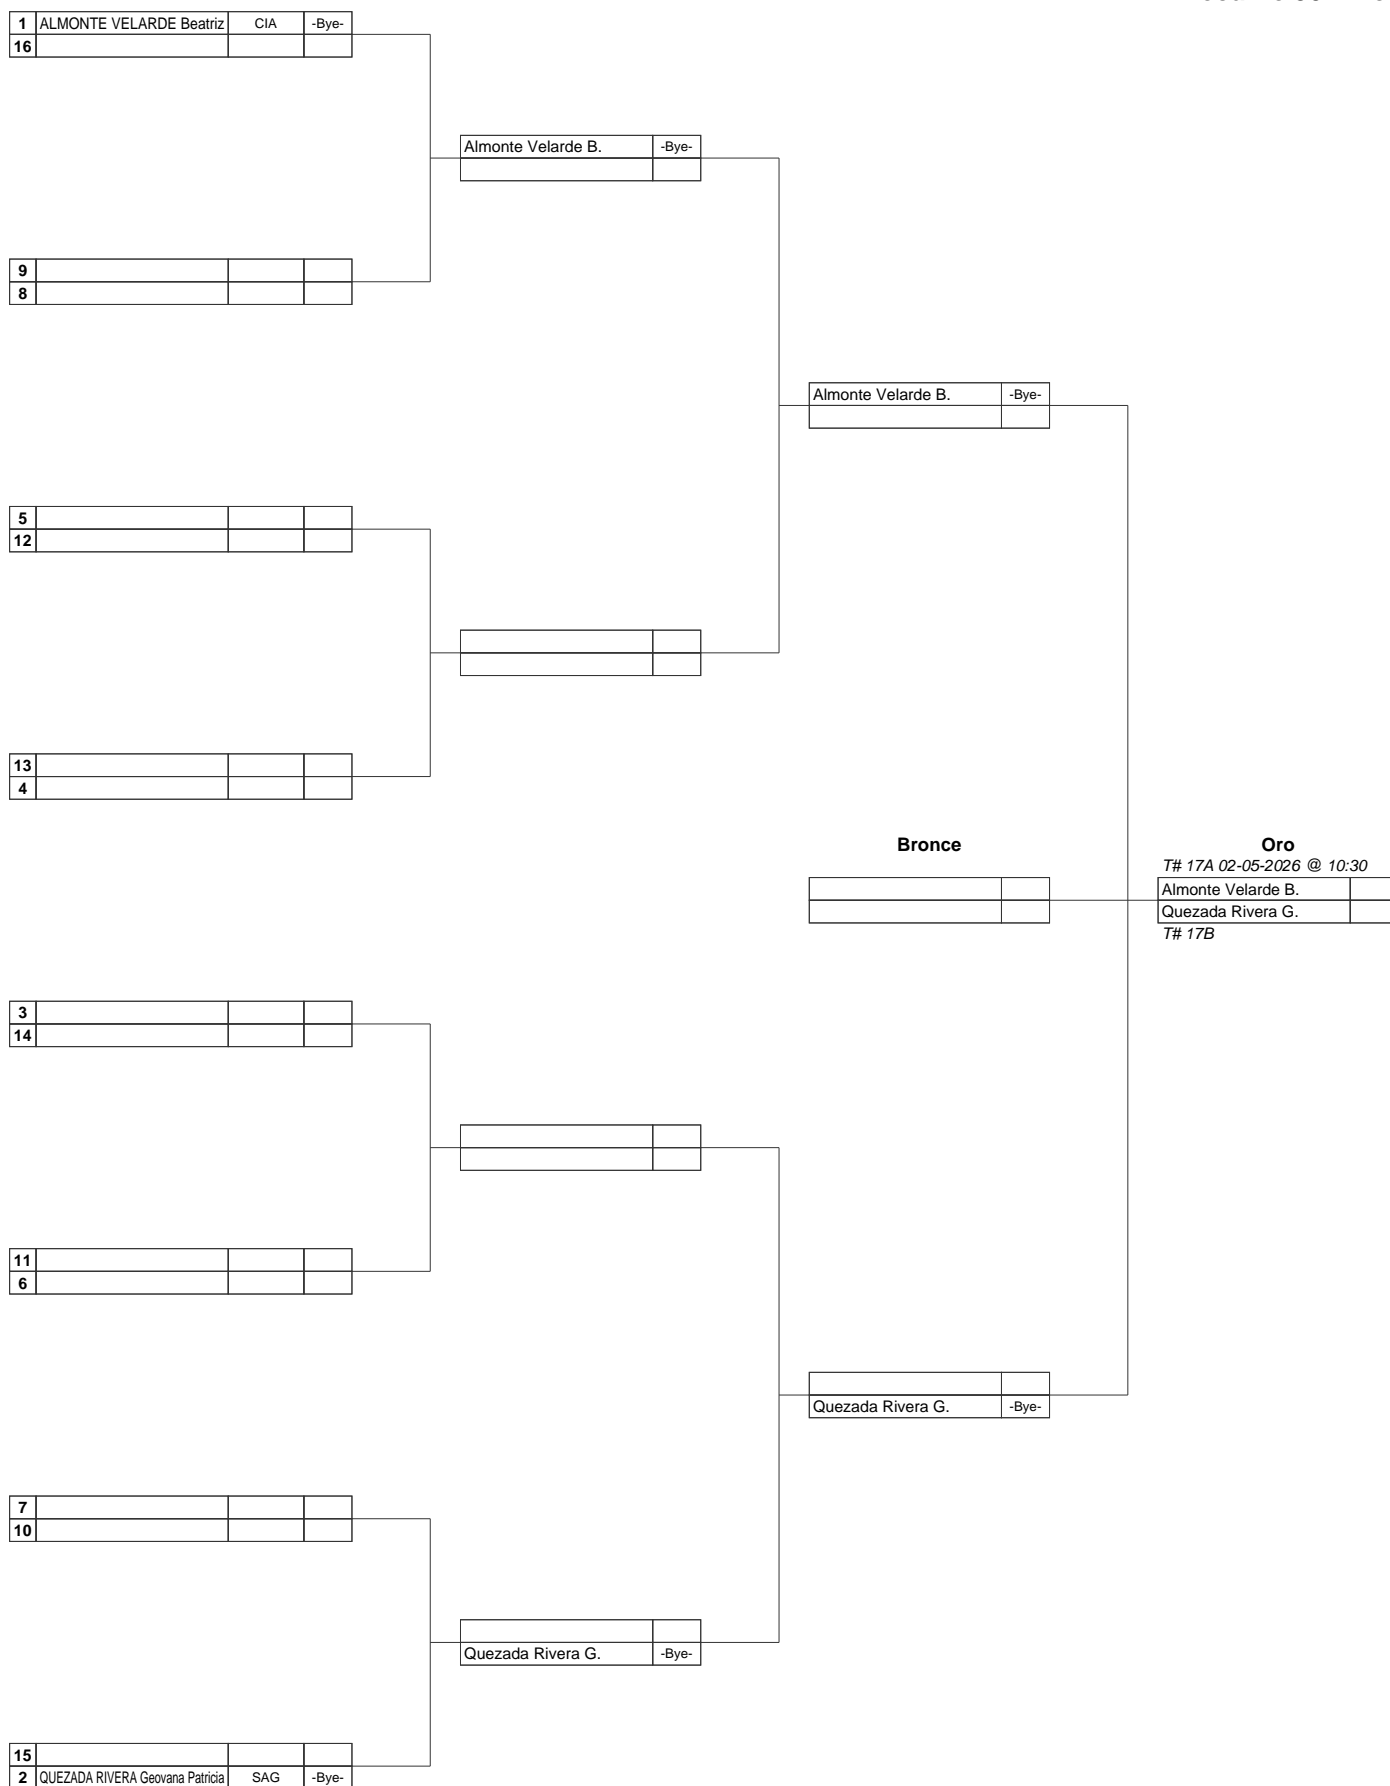 1 ALMONTE VELARDE Beatriz CIA -Bye-
16
Almonte Velarde B. -Bye-
9
8
Almonte Velarde B. -Bye-
5
12
13
4
Bronce
Oro
T# 17A 02-05-2026 @ 10:30
Almonte Velarde B.
Quezada Rivera G.
T# 17B
3
14
11
6
Quezada Rivera G. -Bye-
7
10
Quezada Rivera G. -Bye-
15
2 QUEZADA RIVERA Geovana Patricia SAG -Bye-